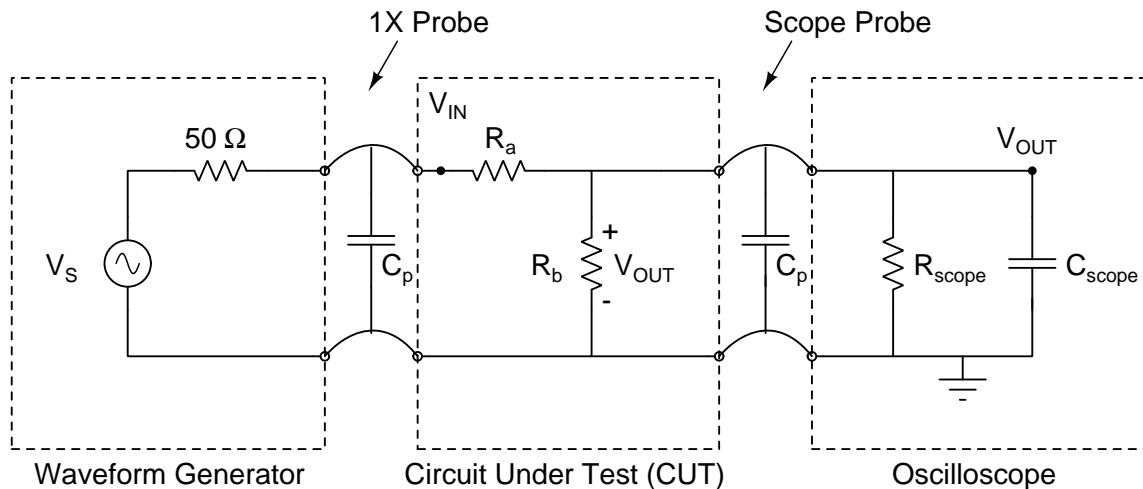 1X Probe
Scope Probe
V_IN
50 Ω
R_a
V_OUT
V_S
C_p
R_b
+
V_OUT
-
C_p
R_scope
C_scope
Waveform Generator
Circuit Under Test (CUT)
Oscilloscope